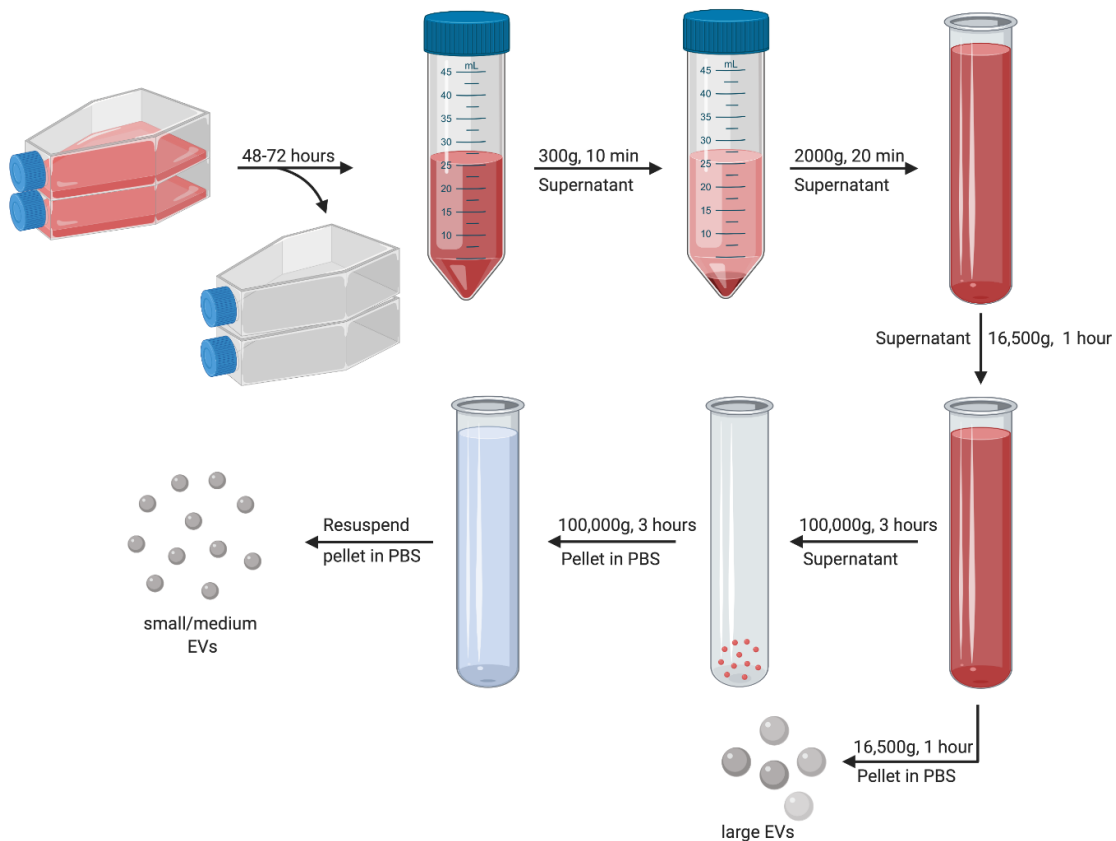 48-72 hours
mL
45
40
35
30
25
20
15
10
300g, 10 min
Supernatant
mL
45
40
35
30
25
20
15
10
2000g, 20 min
Supernatant
Supernatant
16,500g, 1 hour
100,000g, 3 hours
Supernatant
100,000g, 3 hours
Pellet in PBS
Resuspend
pellet in PBS
small/medium
EVs
16,500g, 1 hour
Pellet in PBS
large EVs